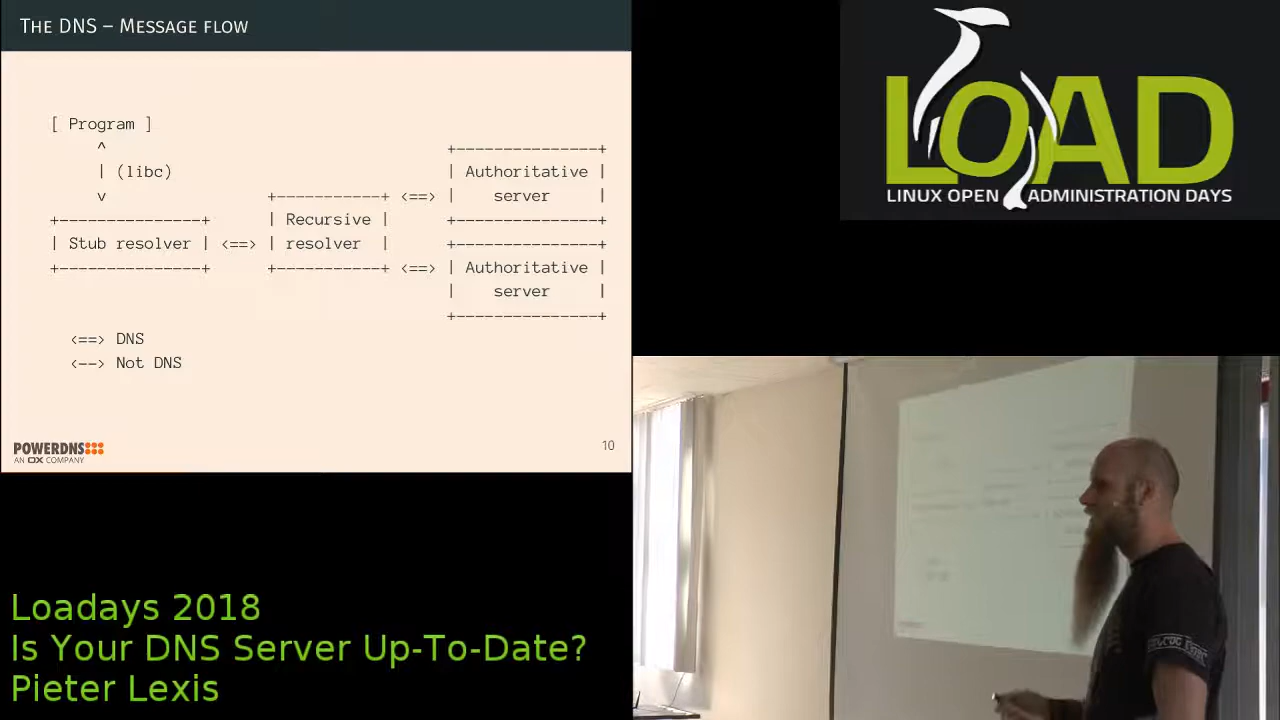 THE DNS – MESSAGE FLOW
[ Program ]
^
| (libc)
v
+---------------+
| Stub resolver | <==>
+---------------+
+-----------+ <==>
| Recursive |
| resolver |
+-----------+ <==>
+---------------+
| Authoritative |
| server |
+---------------+
+---------------+
| Authoritative |
| server |
+---------------+
<==> DNS
<--> Not DNS
POWERDNS
AN OX COMPANY
10
LOAD
LINUX OPEN ADMINISTRATION DAYS
Loadays 2018
Is Your DNS Server Up-To-Date?
Pieter Lexis